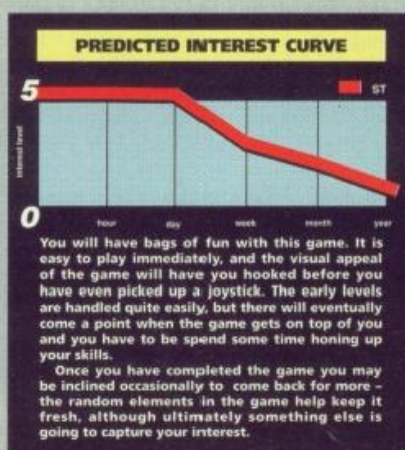 PREDICTED INTEREST CURVE
5
ST
interest level
0
hour
day
week
month
year
You will have bags of fun with this game. It is
easy to play immediately, and the visual appeal
of the game will have you hooked before you
have even picked up a joystick. The early levels
are handled quite easily, but there will eventually
come a point when the game gets on top of you
and you have to be spend some time honing up
your skills.
Once you have completed the game you may
be inclined occasionally to come back for more –
the random elements in the game help keep it
fresh, although ultimately something else is
going to capture your interest.